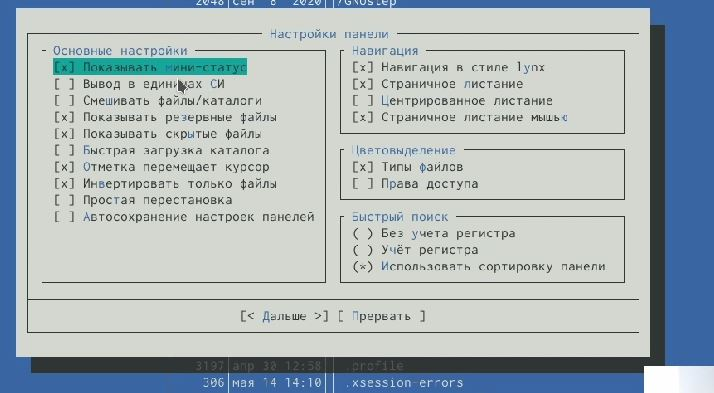 2048|сен  8  2020||/GNUstep
Настройки панели
Основные настройки
[x] Показывать мини-статус
[ ] Вывод в единицах СИ
[ ] Смешивать файлы/каталоги
[x] Показывать резервные файлы
[x] Показывать скрытые файлы
[ ] Быстрая загрузка каталога
[x] Отметка перемещает курсор
[x] Инвертировать только файлы
[ ] Простая перестановка
[ ] Автосохранение настроек панелей
Навигация
[x] Навигация в стиле lynx
[x] Страничное листание
[ ] Центрированное листание
[x] Страничное листание мышью
Цветовыделение
[x] Типы файлов
[ ] Права доступа
Быстрый поиск
( ) Без учета регистра
( ) Учёт регистра
(*) Использовать сортировку панели
[< Дальше >] [ Прервать ]
3197|апр 30 12:58|| .profile
306|мая 14 14:10|| .xsession-errors